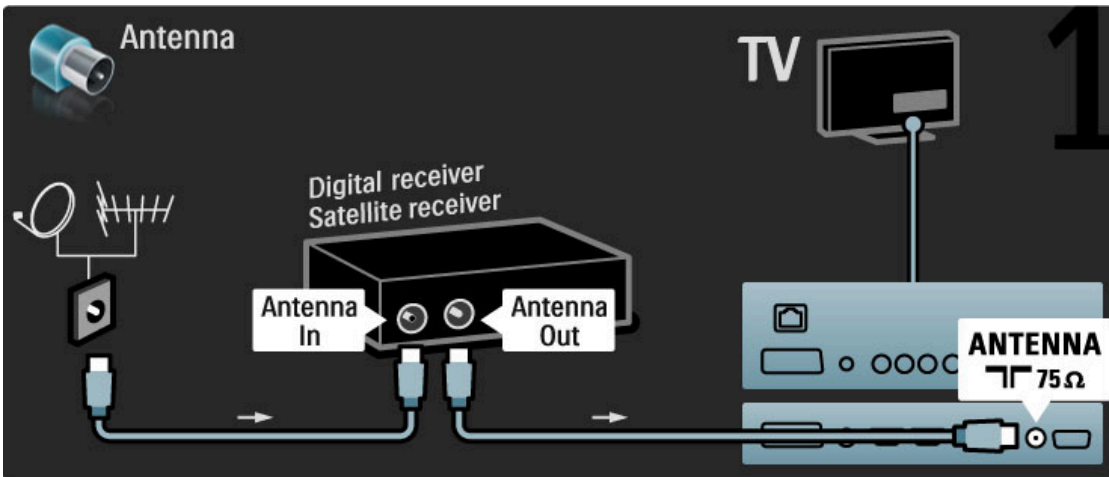 Antenna
TV
1
Digital receiver
Satellite receiver
Antenna
In
Antenna
Out
ANTENNA
75Ω